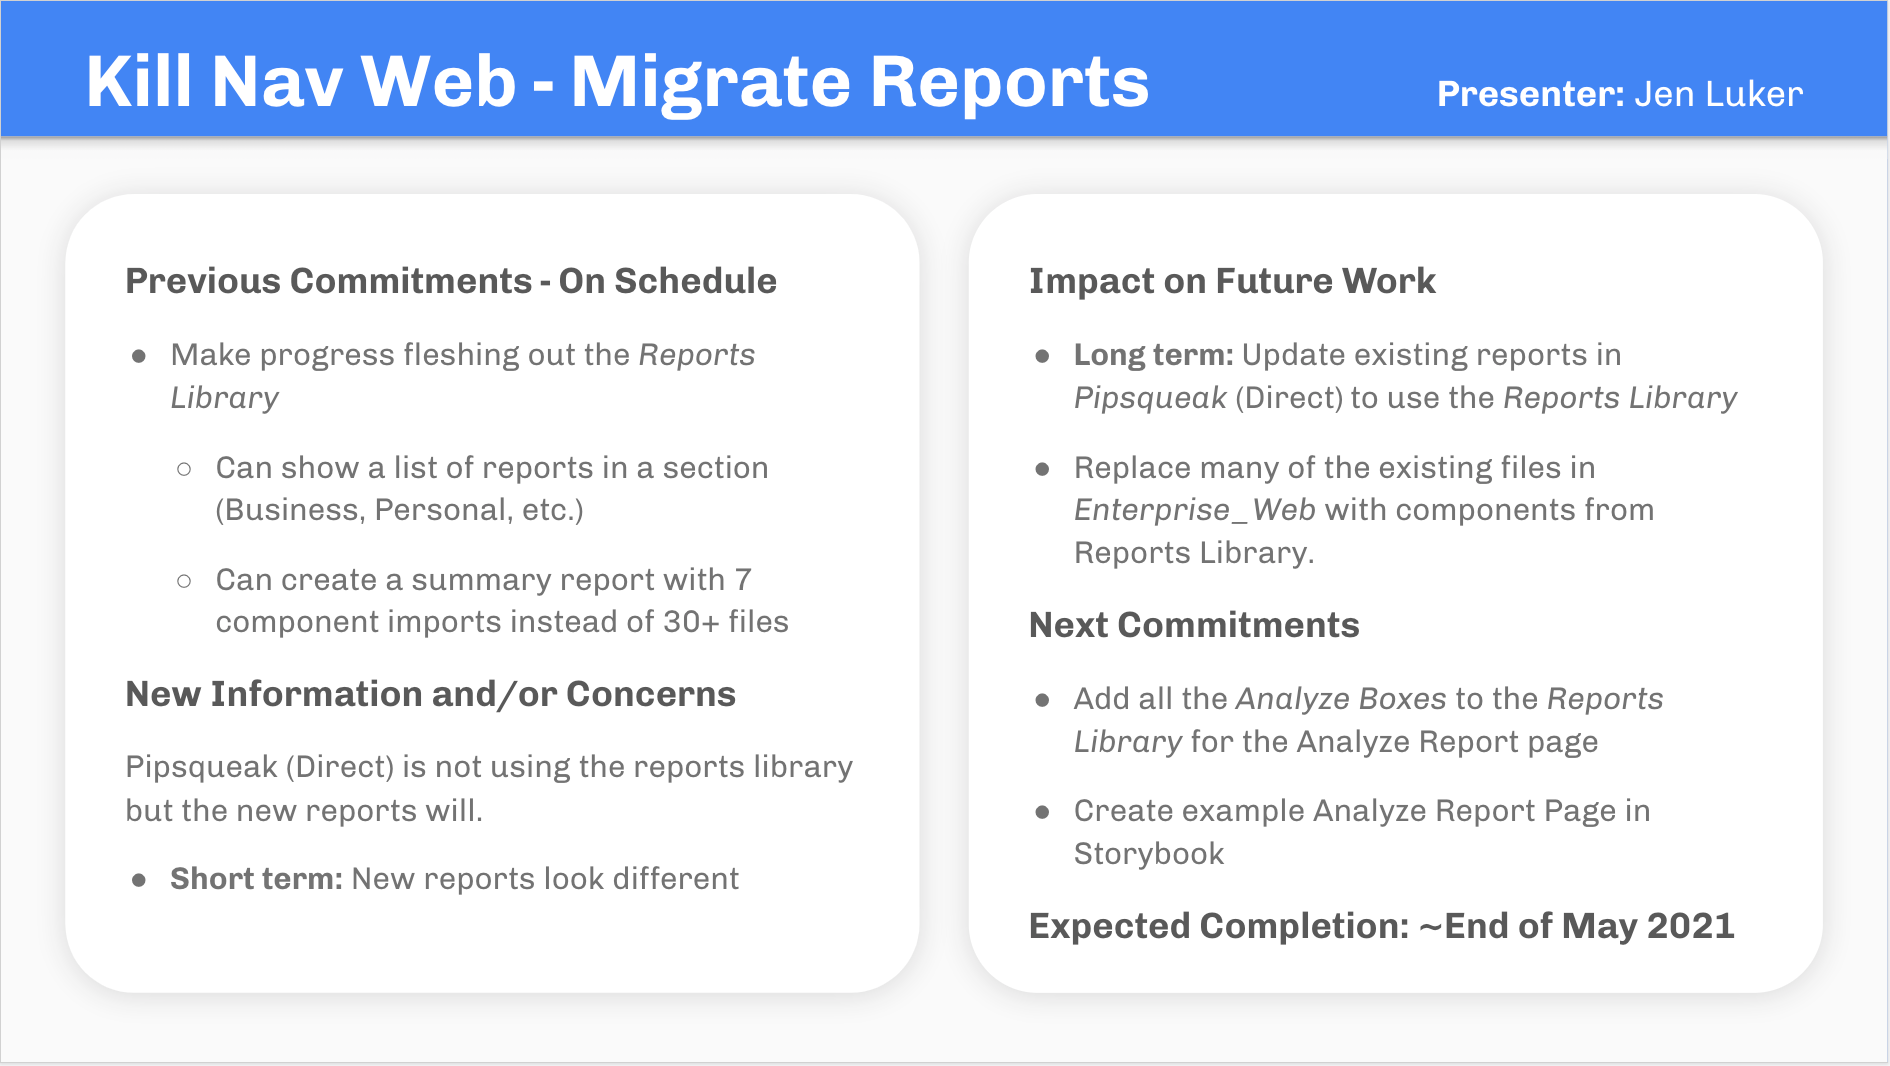 Kill Nav Web - Migrate Reports
Presenter: Jen Luker
Previous Commitments - On Schedule
● Make progress fleshing out the Reports
Library
○ Can show a list of reports in a section
(Business, Personal, etc.)
○ Can create a summary report with 7
component imports instead of 30+ files
New Information and/or Concerns
Pipsqueak (Direct) is not using the reports library
but the new reports will.
● Short term: New reports look different
Impact on Future Work
● Long term: Update existing reports in
Pipsqueak (Direct) to use the Reports Library
● Replace many of the existing files in
Enterprise_Web with components from
Reports Library.
Next Commitments
● Add all the Analyze Boxes to the Reports
Library for the Analyze Report page
● Create example Analyze Report Page in
Storybook
Expected Completion: ~End of May 2021